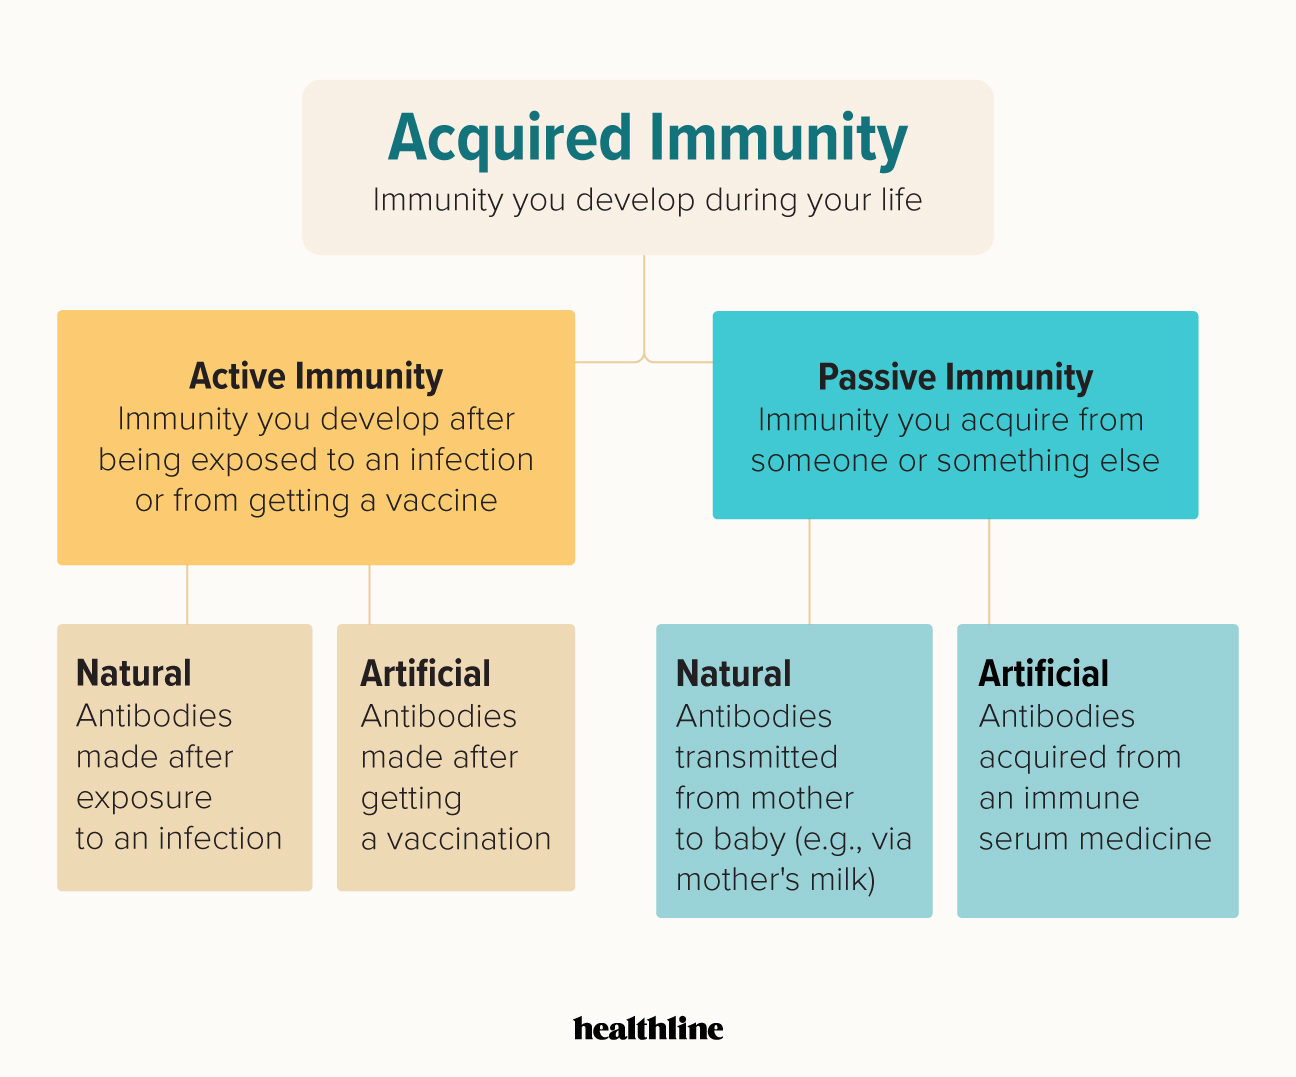 Acquired Immunity
Immunity you develop during your life
Active Immunity
Immunity you develop after
being exposed to an infection
or from getting a vaccine
Passive Immunity
Immunity you acquire from
someone or something else
Natural
Antibodies
made after
exposure
to an infection
Artificial
Antibodies
made after
getting
a vaccination
Natural
Antibodies
transmitted
from mother
to baby (e.g., via
mother's milk)
Artificial
Antibodies
acquired from
an immune
serum medicine
healthline